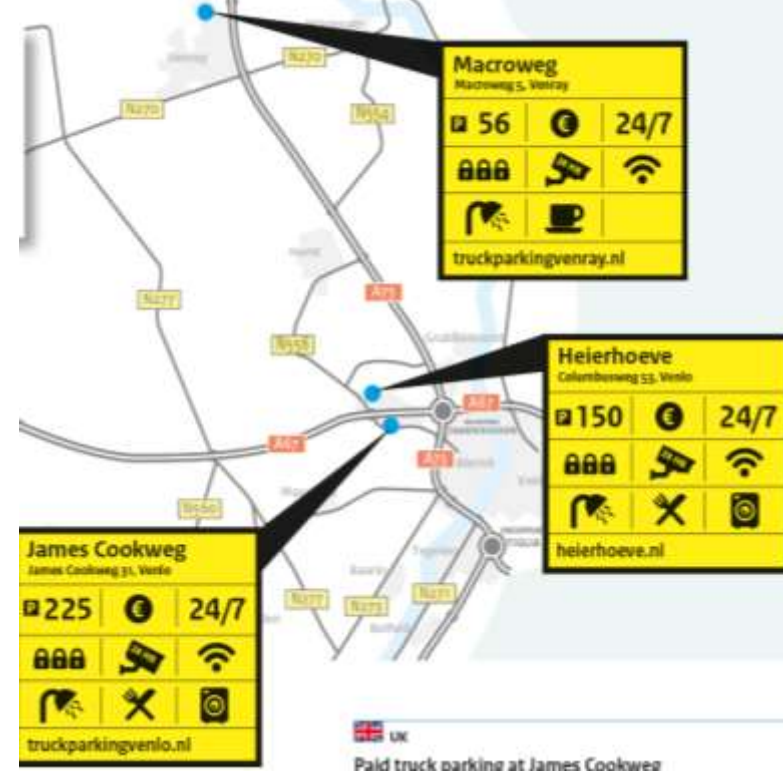 N270
N270
N554
Macroweg
Macroweg 5, Venray
P 56 € 24/7
truckparkingvenray.nl
A73
N277
N556
Heierhoeve
Columbusweg 53, Venlo
P 150 € 24/7
heierhoeve.nl
A67
A67
A73
N560
James Cookweg
James Cookweg 31, Venlo
P 225 € 24/7
truckparkingvenlo.nl
N277
N273
N271
UK
Paid truck parking at James Cookweg